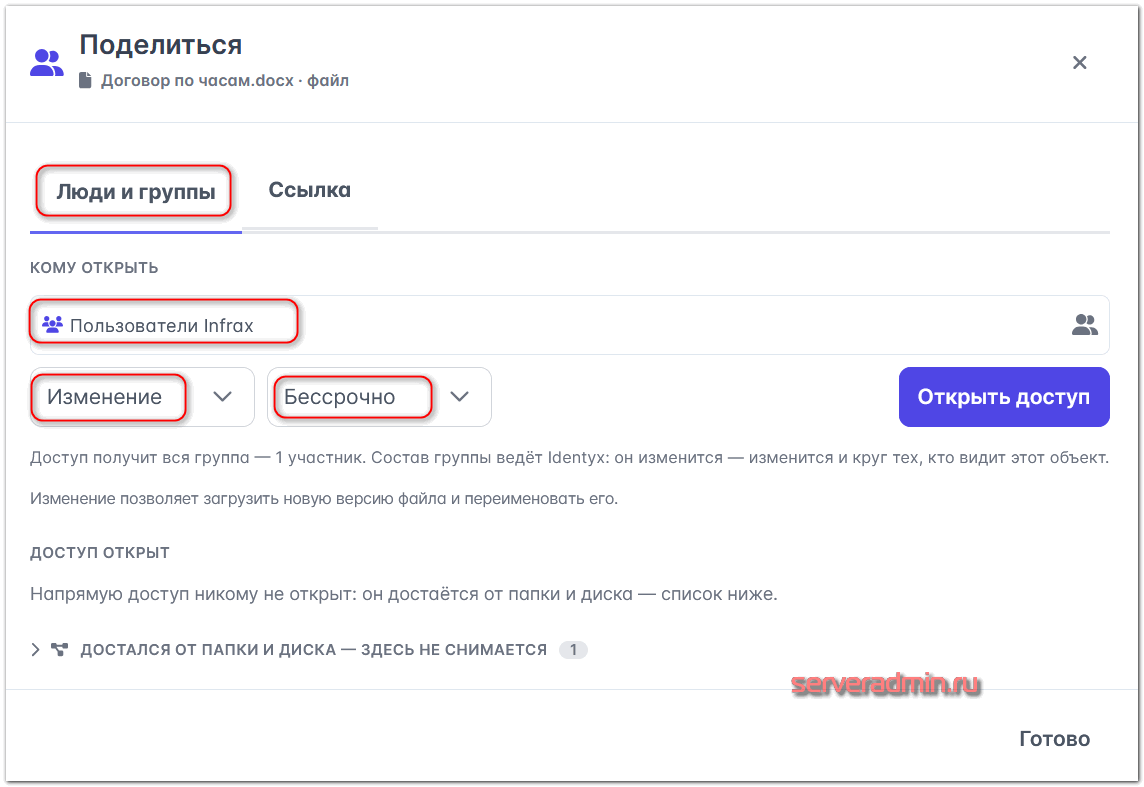 Поделиться
Договор по часам.docx · файл
Люди и группы
Ссылка
КОМУ ОТКРЫТЬ
Пользователи Infrax
Изменение
Бессрочно
Открыть доступ
Доступ получит вся группа — 1 участник. Состав группы ведёт Identyx: он изменится — изменится и круг тех, кто видит этот объект.
Изменение позволяет загрузить новую версию файла и переименовать его.
ДОСТУП ОТКРЫТ
Напрямую доступ никому не открыт: он достаётся от папки и диска — список ниже.
ДОСТАЛСЯ ОТ ПАПКИ И ДИСКА — ЗДЕСЬ НЕ СНИМАЕТСЯ 1
serveradmin.ru
Готово